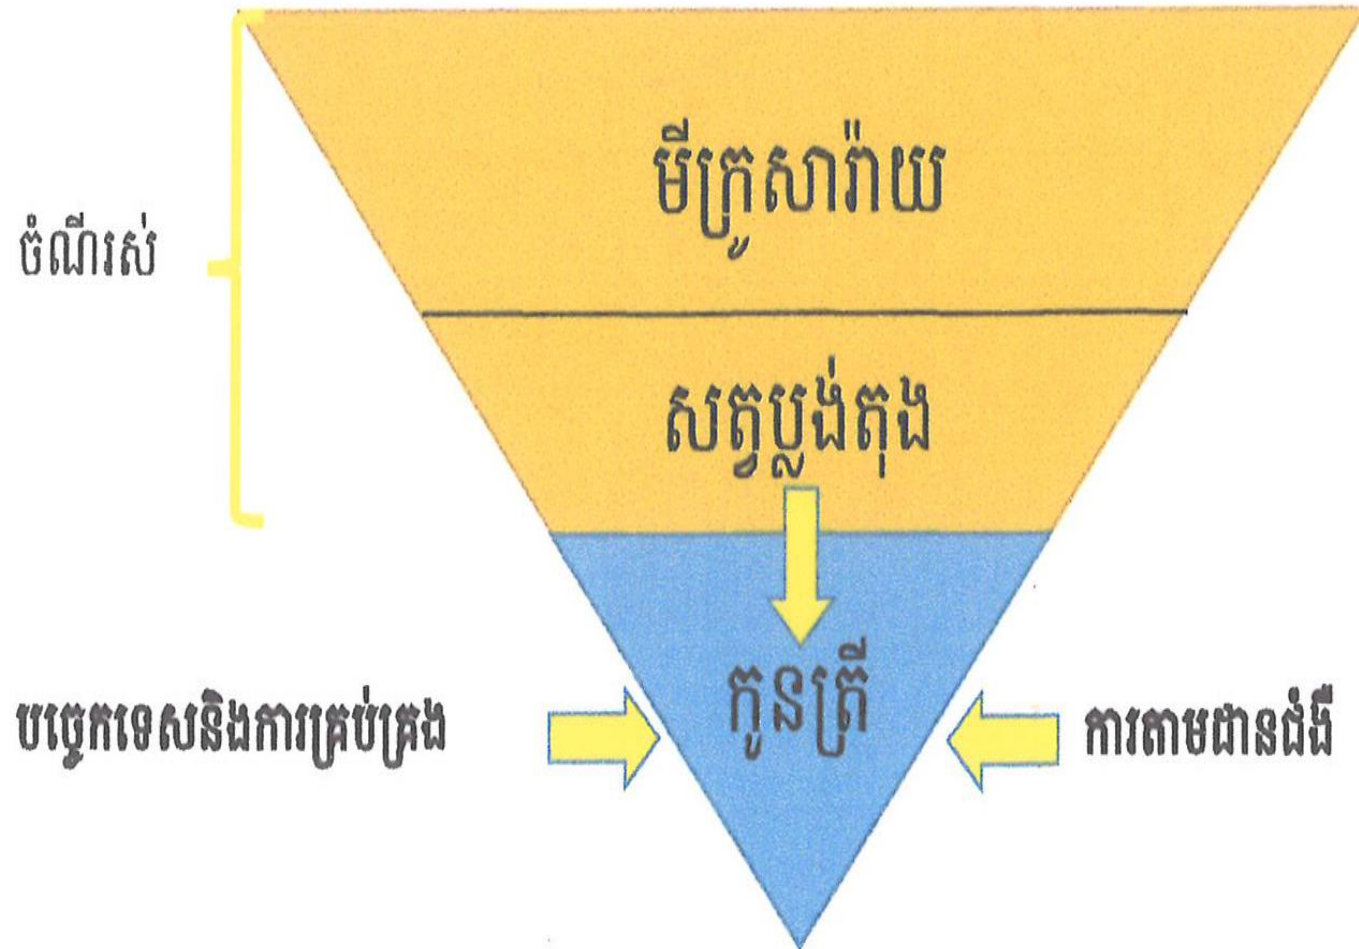 មីក្រូសារ៉ាយ
ចំណីរស់
សត្វប្លង់តុង
កូនត្រី
បច្ចេកទេសនិងការគ្រប់គ្រង
ការតាមដានជំងឺ